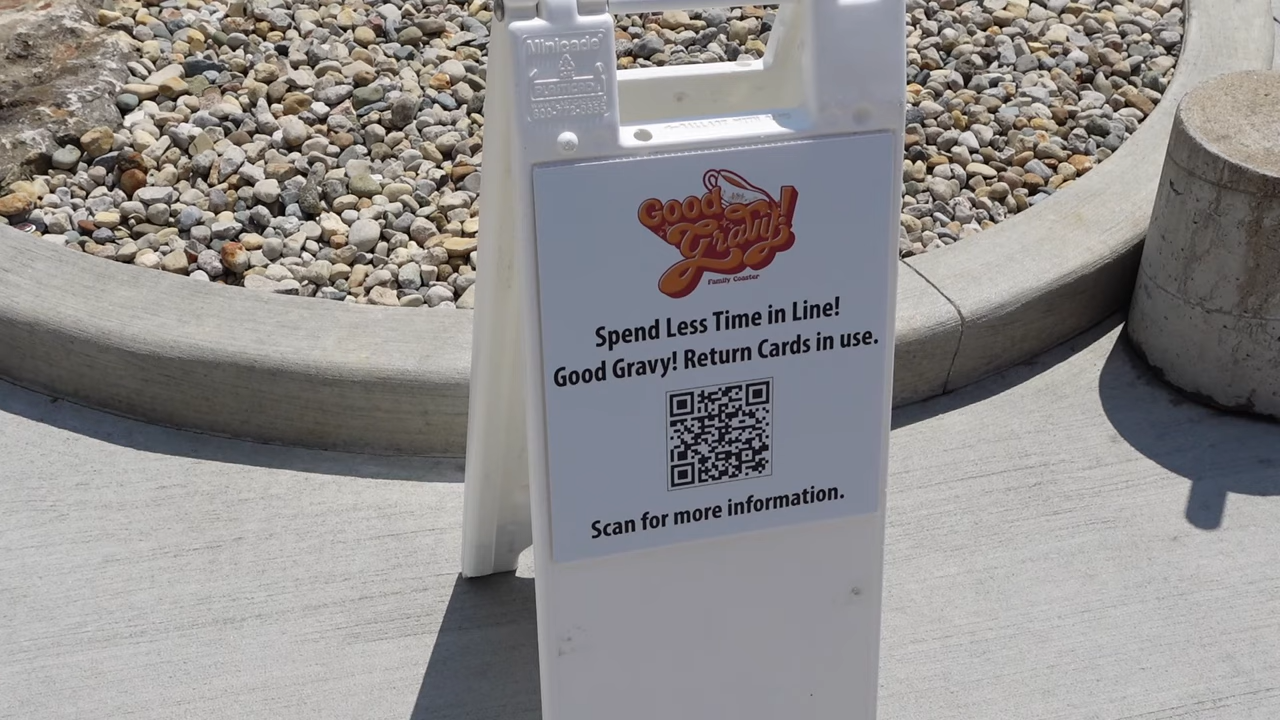 Minicade
PLASTICADE
Good
Gravy!
Family Coaster
Spend Less Time in Line!
Good Gravy! Return Cards in use.
Scan for more information.